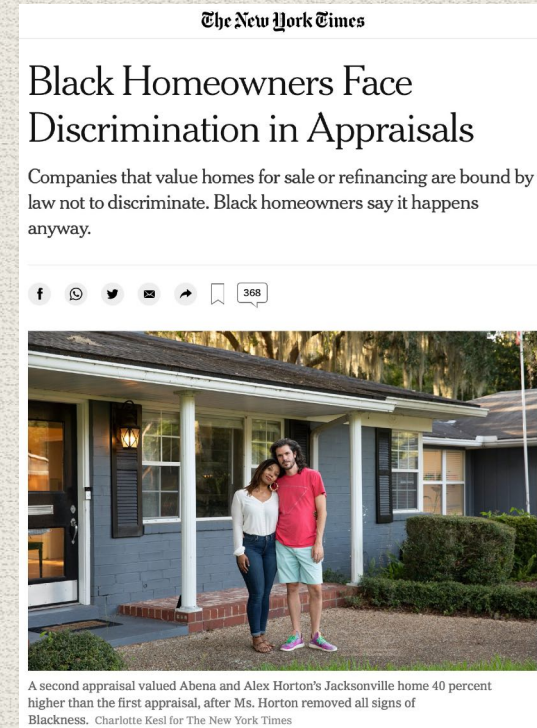 The New York Times
Black Homeowners Face
Discrimination in Appraisals
Companies that value homes for sale or refinancing are bound by
law not to discriminate. Black homeowners say it happens
anyway.
368
A second appraisal valued Abena and Alex Horton's Jacksonville home 40 percent
higher than the first appraisal, after Ms. Horton removed all signs of
Blackness. Charlotte Kesl for The New York Times